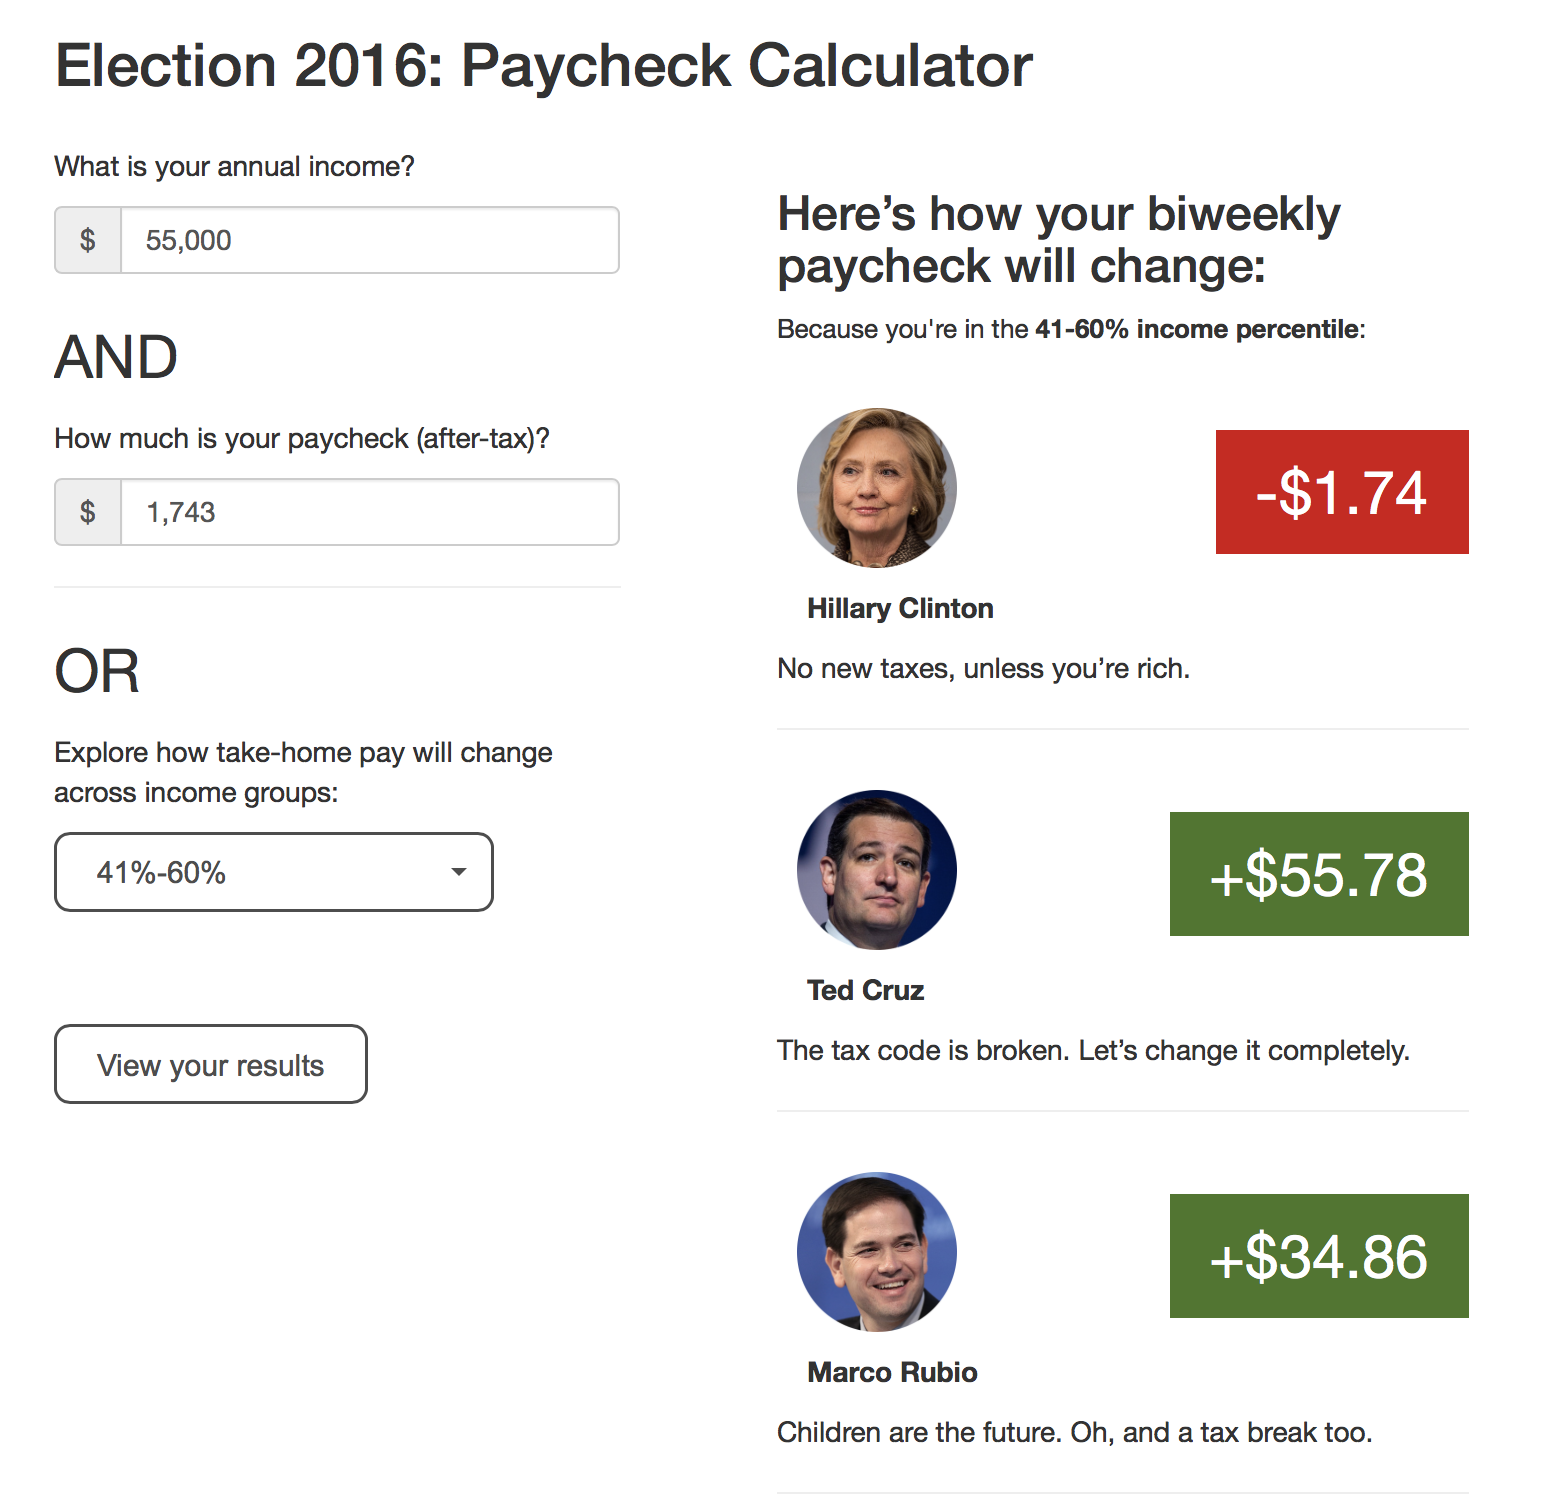 Election 2016: Paycheck Calculator
What is your annual income?
$ 55,000
AND
How much is your paycheck (after-tax)?
$ 1,743
OR
Explore how take-home pay will change
across income groups:
41%-60%
View your results
Here’s how your biweekly
paycheck will change:
Because you're in the 41-60% income percentile:
-$1.74
Hillary Clinton
No new taxes, unless you’re rich.
+$55.78
Ted Cruz
The tax code is broken. Let’s change it completely.
+$34.86
Marco Rubio
Children are the future. Oh, and a tax break too.